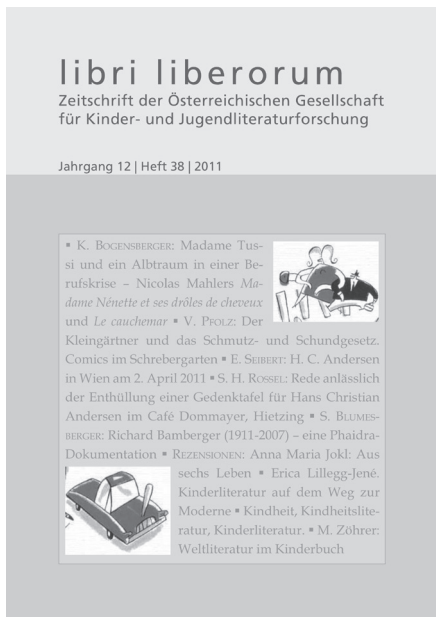 libri liberorum
Zeitschrift der Österreichischen Gesellschaft
für Kinder- und Jugendliteraturforschung
Jahrgang 12 | Heft 38 | 2011
▪ K. BOGENSBERGER: Madame Tus-
si und ein Albtraum in einer Be-
rufskrise – Nicolas Mahlers Ma-
dame Nénette et ses drôles de cheveux
und Le cauchemar ▪ V. PFOLZ: Der
Kleingärtner und das Schmutz- und Schundgesetz.
Comics im Schrebergarten ▪ E. SEIBERT: H. C. Andersen
in Wien am 2. April 2011 ▪ S. H. ROSSEL: Rede anlässlich
der Enthüllung einer Gedenktafel für Hans Christian
Andersen im Café Dommayer, Hietzing ▪ S. BLUMES-
BERGER: Richard Bamberger (1911-2007) – eine Phaidra-
Dokumentation ▪ REZENSIONEN: Anna Maria Jokl: Aus
sechs Leben ▪ Erica Lillegg-Jené.
Kinderliteratur auf dem Weg zur
Moderne ▪ Kindheit, Kindheitslite-
ratur, Kinderliteratur. ▪ M. Zöhrer:
Weltliteratur im Kinderbuch